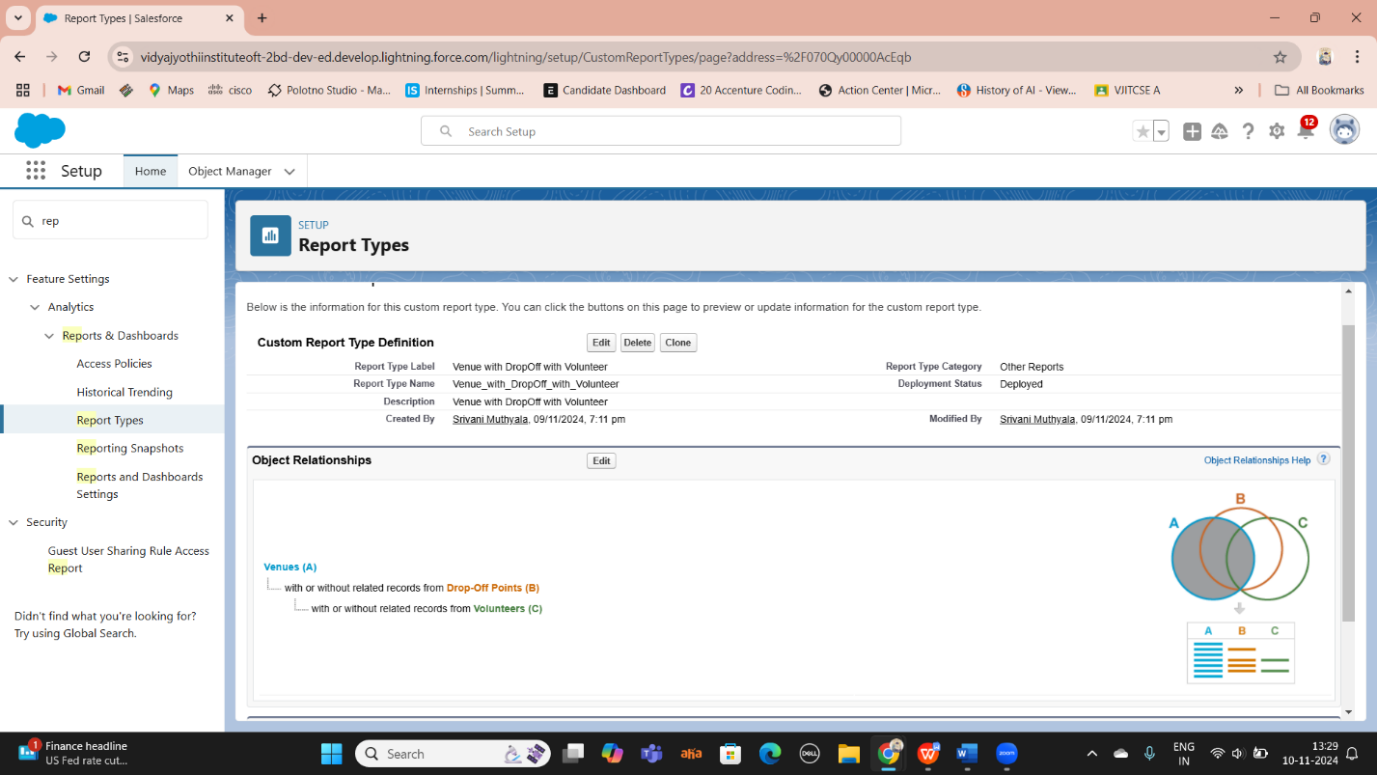 Report Types | Salesforce
vidyajyothiinstituteoft-2bd-dev-ed.develop.lightning.force.com/lightning/setup/CustomReportTypes/page?address=%2F070Qy00000AcEqb
Gmail
Maps
cisco
Polotno Studio - Ma...
IS Internships | Summ...
E Candidate Dashboard
C 20 Accenture Codin...
Action Center | Micr...
History of AI - View...
VJITCSE A
»
All Bookmarks
Search Setup
12
Setup
Home
Object Manager
rep
SETUP
Report Types
Feature Settings
Analytics
Reports & Dashboards
Access Policies
Historical Trending
Report Types
Reporting Snapshots
Reports and Dashboards
Settings
Security
Guest User Sharing Rule Access
Report
Didn't find what you're looking for?
Try using Global Search.
Below is the information for this custom report type. You can click the buttons on this page to preview or update information for the custom report type.
Custom Report Type Definition
Edit Delete Clone
Report Type Label Venue with DropOff with Volunteer
Report Type Category Other Reports
Report Type Name Venue_with_DropOff_with_Volunteer
Deployment Status Deployed
Description Venue with DropOff with Volunteer
Created By Srivani Muthyala, 09/11/2024, 7:11 pm
Modified By Srivani Muthyala, 09/11/2024, 7:11 pm
Object Relationships
Edit
Object Relationships Help ?
Venues (A)
with or without related records from Drop-Off Points (B)
with or without related records from Volunteers (C)
B
A C
A B C
1
Finance headline
US Fed rate cut...
Search
aha
DELL
zoom
ENG
IN
13:29
10-11-2024